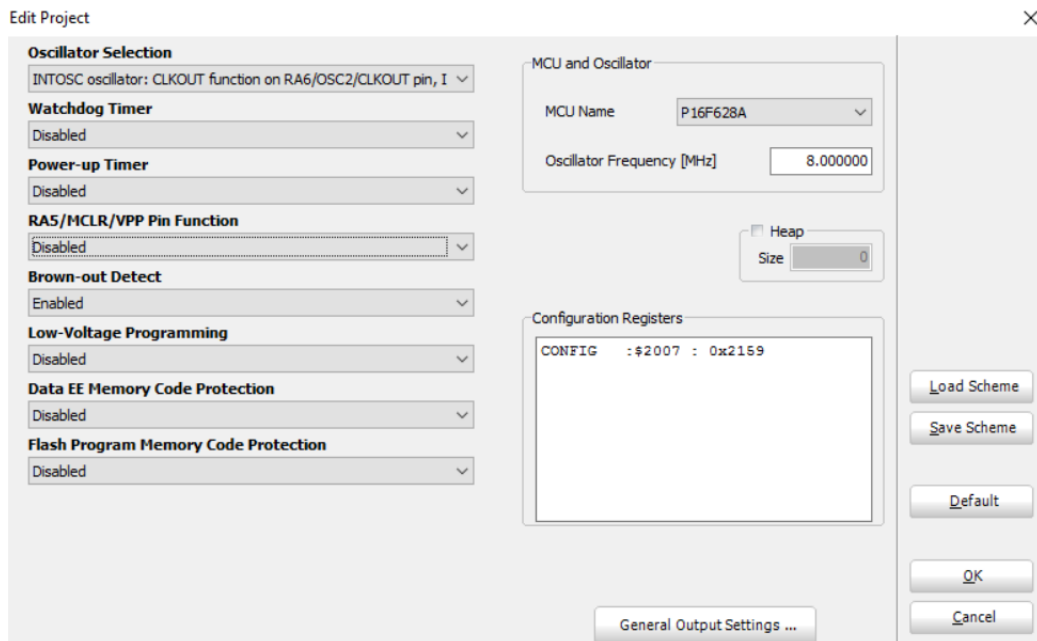 Edit Project
Oscillator Selection
INTOSC oscillator: CLKOUT function on RA6/OSC2/CLKOUT pin, I
Watchdog Timer
Disabled
Power-up Timer
Disabled
RA5/MCLR/VPP Pin Function
Disabled
Brown-out Detect
Enabled
Low-Voltage Programming
Disabled
Data EE Memory Code Protection
Disabled
Flash Program Memory Code Protection
Disabled
MCU and Oscillator
MCU Name P16F628A
Oscillator Frequency [MHz] 8.000000
Heap
Size 0
Configuration Registers
CONFIG :$2007 : 0x2159
General Output Settings ...
Load Scheme
Save Scheme
Default
OK
Cancel